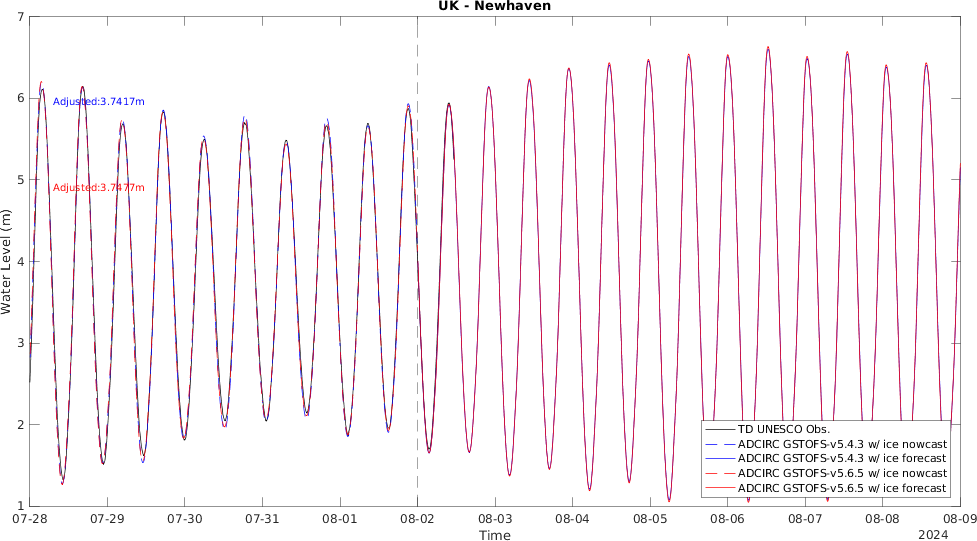 UK - Newhaven
7
6
5
4
3
2
1
Water Level (m)
Adjusted:3.7417m
Adjusted:3.7477m
TD UNESCO Obs.
ADCIRC GSTOFS-v5.4.3 w/ ice nowcast
ADCIRC GSTOFS-v5.4.3 w/ ice forecast
ADCIRC GSTOFS-v5.6.5 w/ ice nowcast
ADCIRC GSTOFS-v5.6.5 w/ ice forecast
07-28 07-29 07-30 07-31 08-01 08-02 08-03 08-04 08-05 08-06 08-07 08-08 08-09
Time
2024